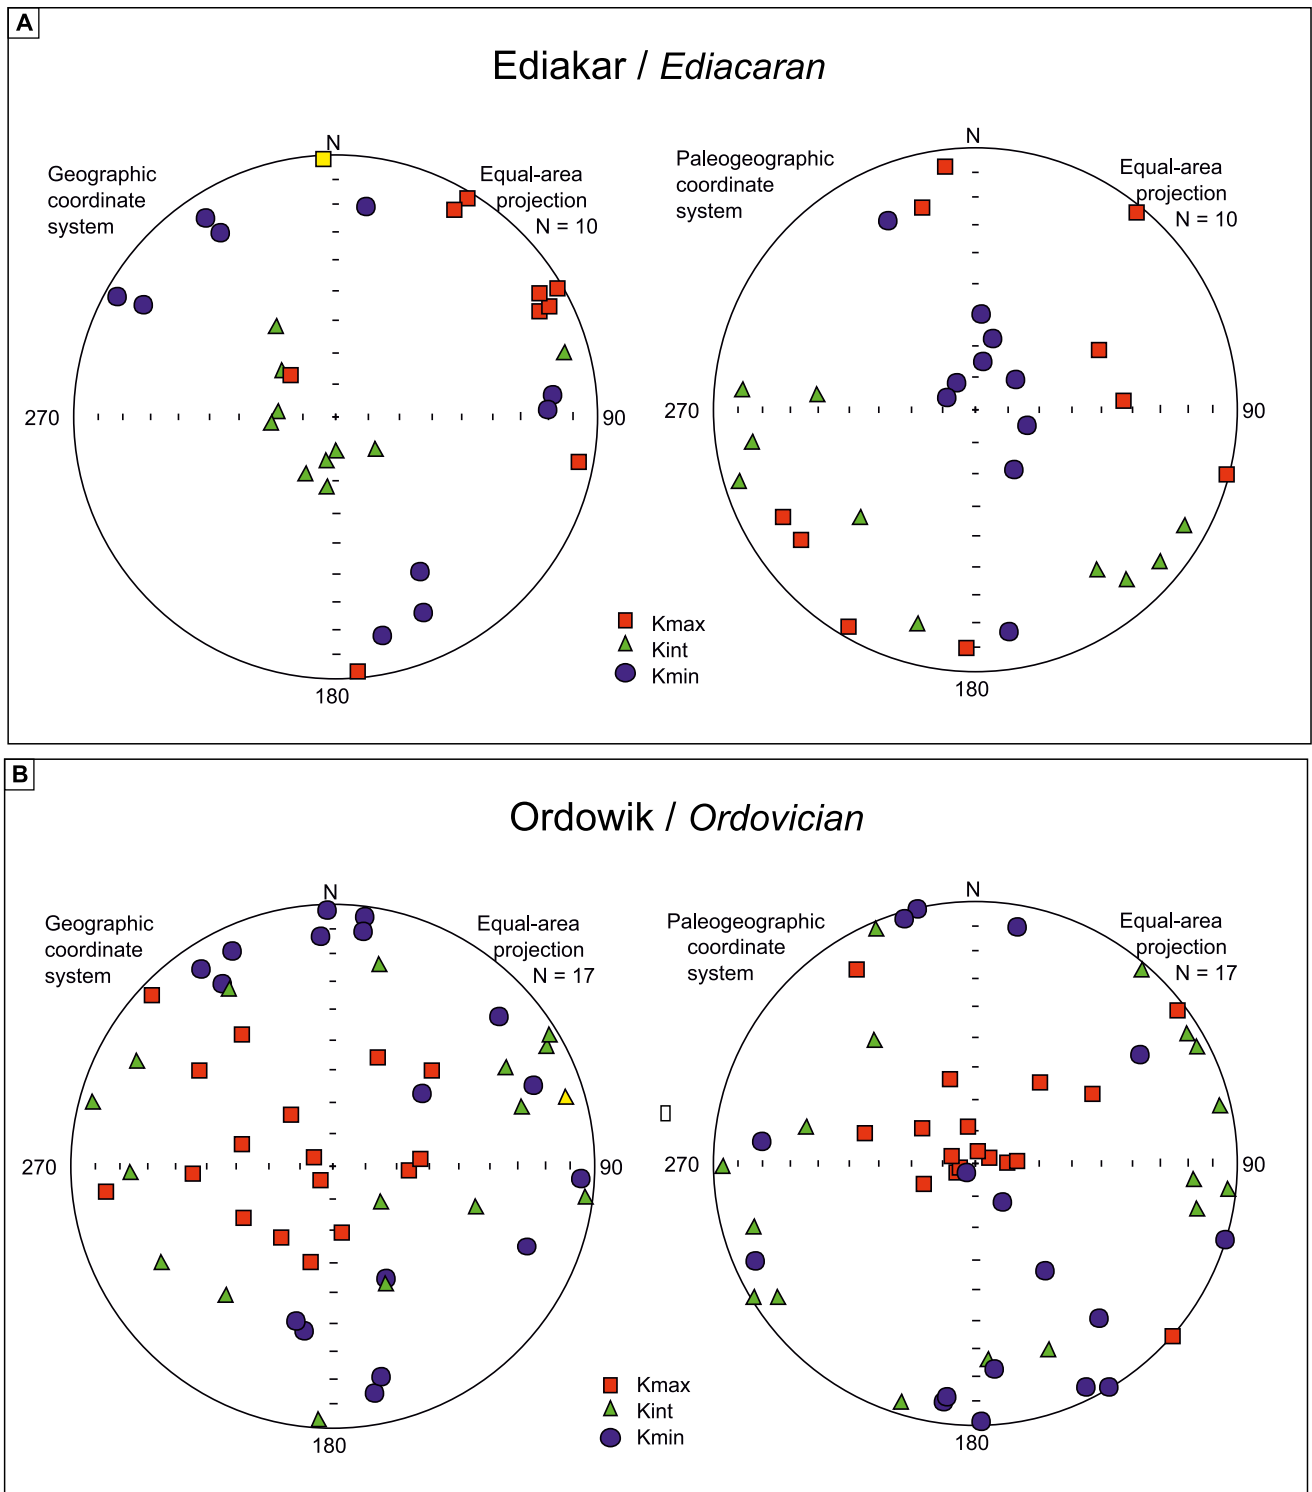 A
Ediakar / Ediacaran
N
Geographic
coordinate
system
Equal-area
projection
N = 10
270
90
180
N
Paleogeographic
coordinate
system
Equal-area
projection
N = 10
270
90
180
Kmax
Kint
Kmin
B
Ordowik / Ordovician
N
Geographic
coordinate
system
Equal-area
projection
N = 17
270
90
180
N
Paleogeographic
coordinate
system
Equal-area
projection
N = 17
270
90
180
Kmax
Kint
Kmin